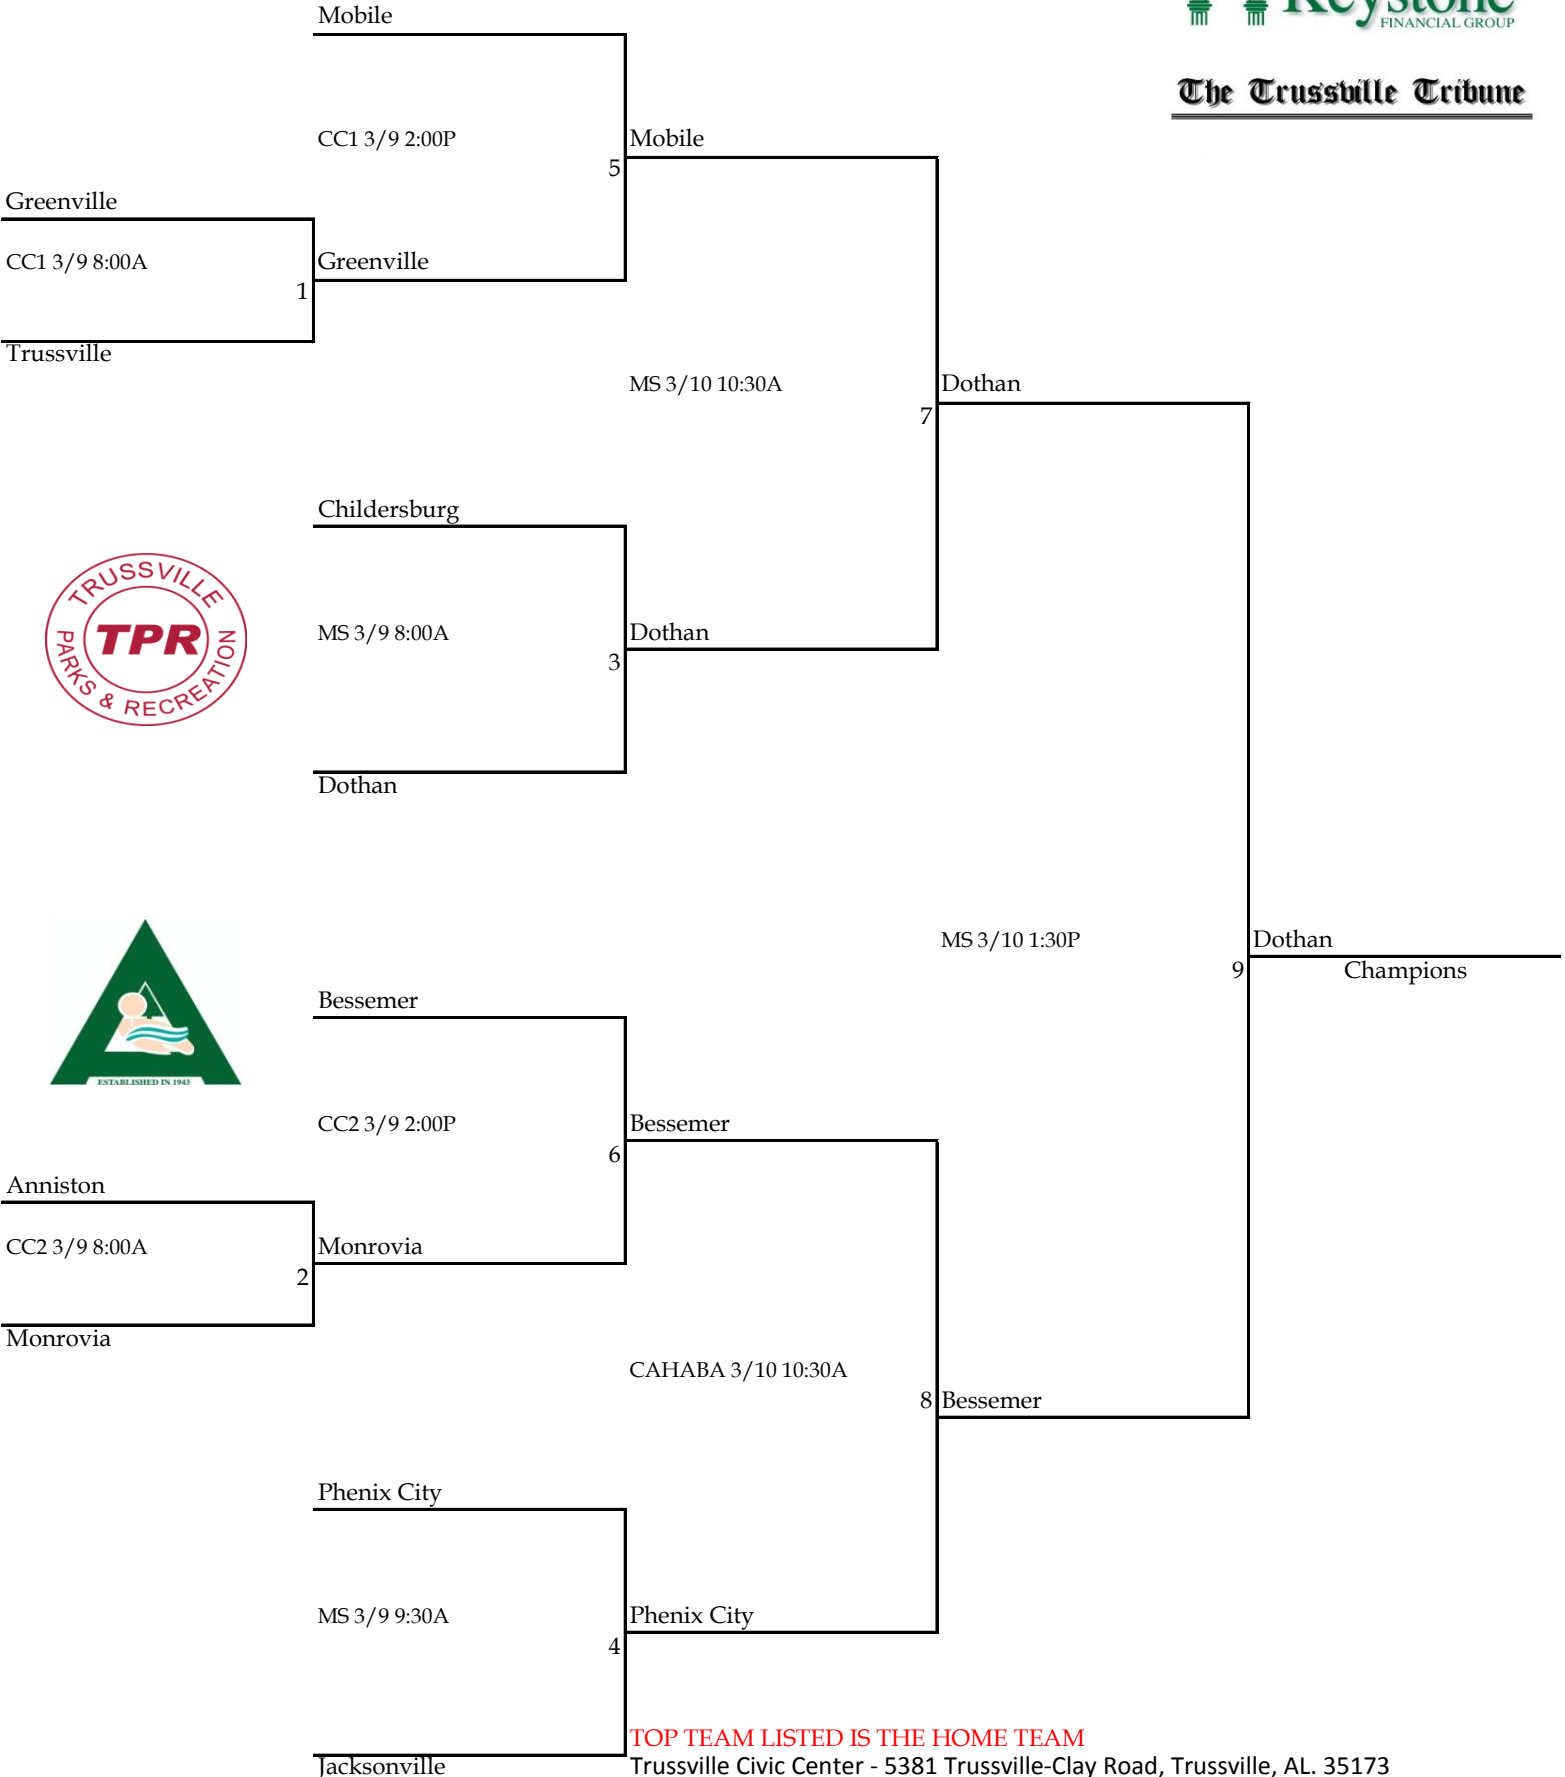 Keystone
FINANCIAL GROUP
The Trussville Tribune
Mobile
CC1 3/9 2:00P
Mobile
5
Greenville
CC1 3/9 8:00A
Greenville
1
Trussville
MS 3/10 10:30A
Dothan
7
Childersburg
TRUSSVILLE
TPR
PARKS & RECREATION
MS 3/9 8:00A
Dothan
3
Dothan
MS 3/10 1:30P
Dothan
9
Champions
ESTABLISHED IN 1943
Bessemer
CC2 3/9 2:00P
Bessemer
6
Anniston
CC2 3/9 8:00A
Monrovia
2
Monrovia
CAHABA 3/10 10:30A
8
Bessemer
Phenix City
MS 3/9 9:30A
Phenix City
4
TOP TEAM LISTED IS THE HOME TEAM
Jacksonville
Trussville Civic Center - 5381 Trussville-Clay Road, Trussville, AL. 35173